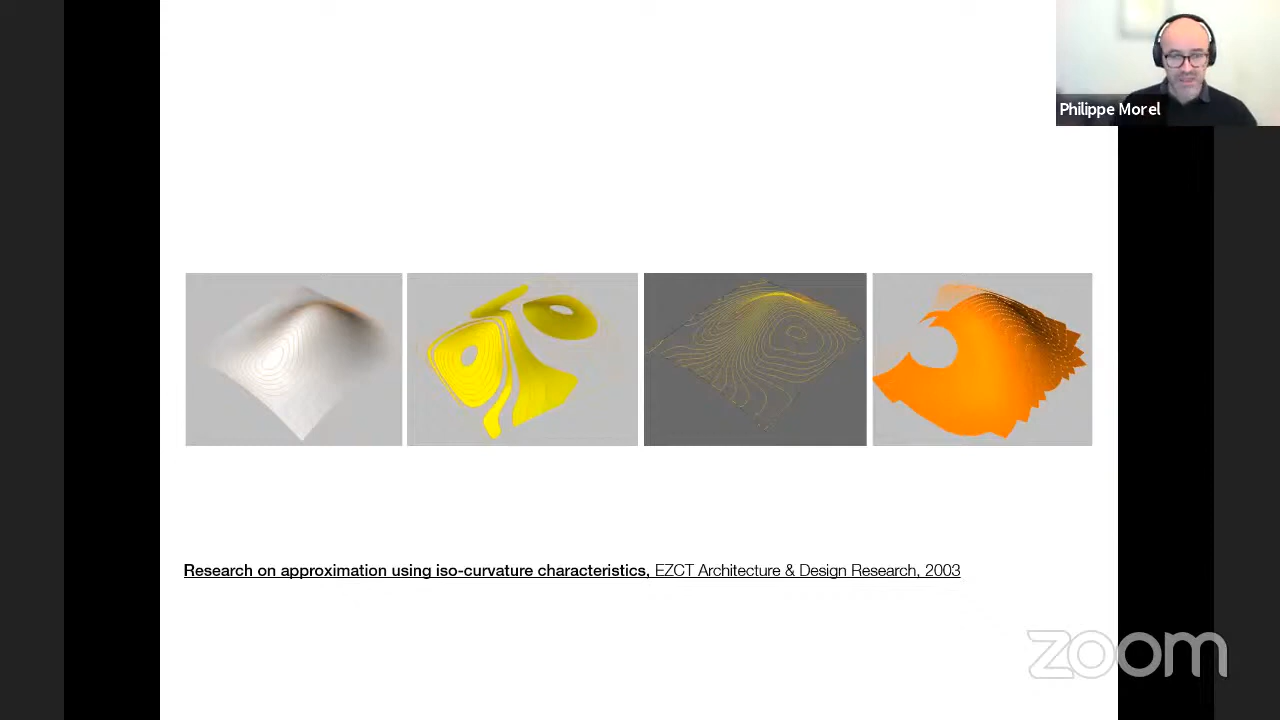 Philippe Morel
Research on approximation using iso-curvature characteristics, EZCT Architecture & Design Research, 2003
zoom